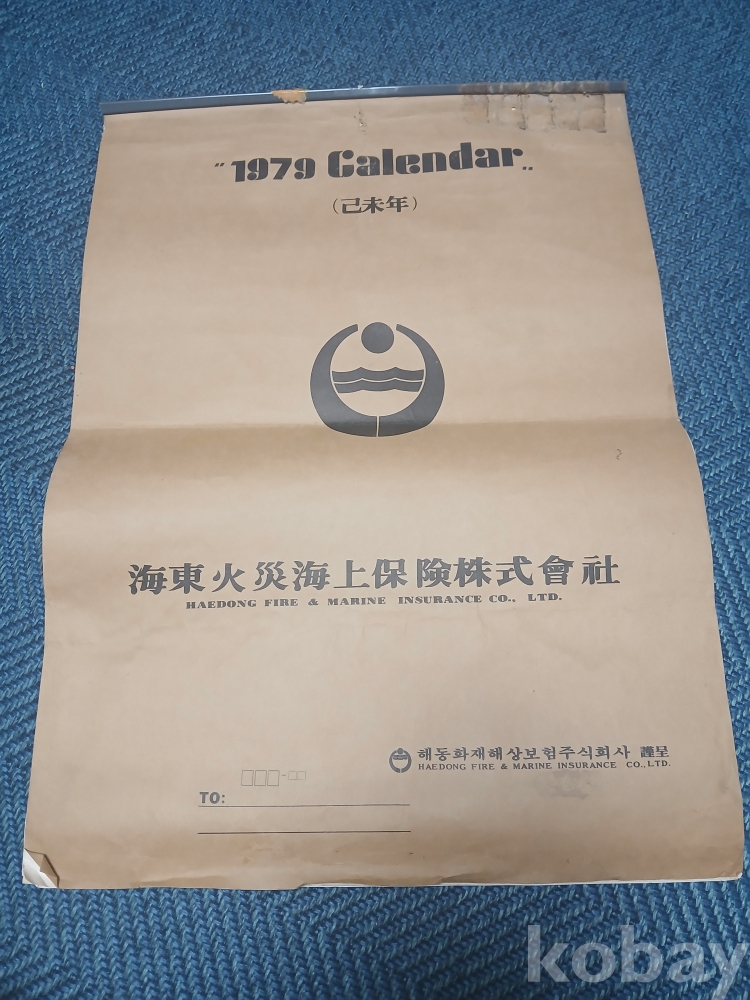 "1979 Calendar„
(己未年)
海東火災海上保險株式會社
HAEDONG FIRE & MARINE INSURANCE CO., LTD.
해동화재해상보험주식회사 謹呈
HAEDONG FIRE & MARINE INSURANCE CO., LTD.
TO:
kobay